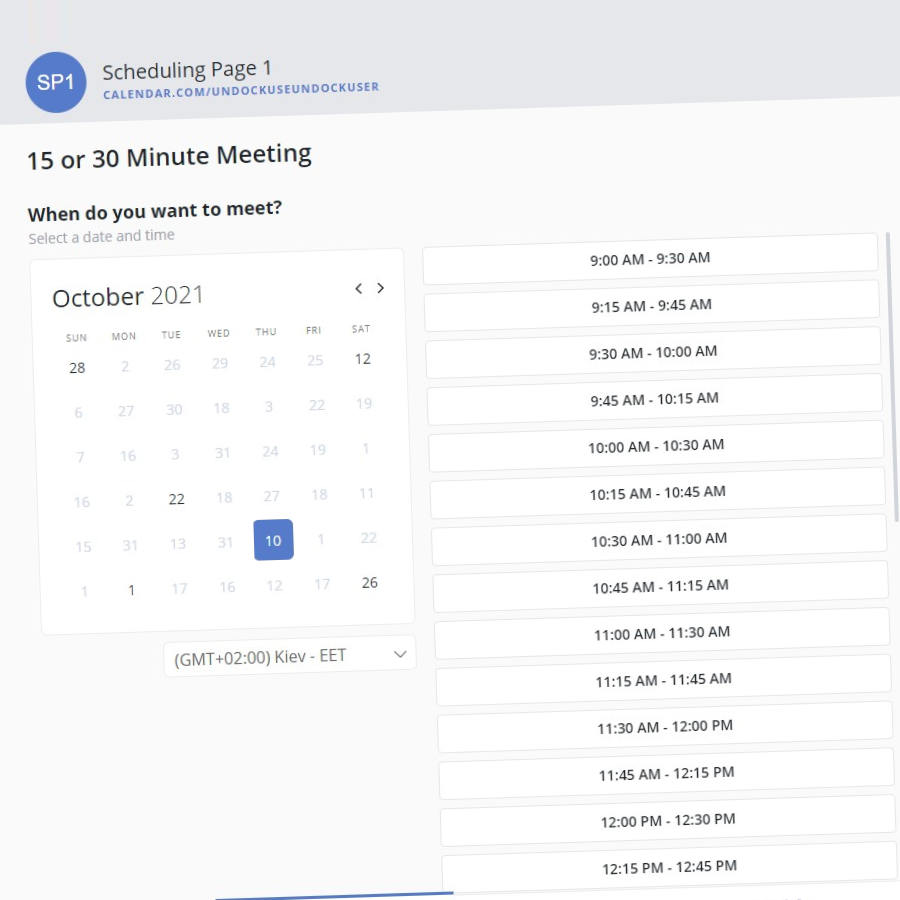 SP1
Scheduling Page 1
CALENDAR.COM/UNDOCKUSEUNDOCKUSER
15 or 30 Minute Meeting
When do you want to meet?
Select a date and time
October 2021
SUN MON TUE WED THU FRI SAT
28 2 26 29 24 25 12
6 27 30 18 3 22 19
7 16 3 31 24 19 1
16 2 22 18 27 18 11
15 31 13 31 10 1 22
1 1 17 16 12 17 26
(GMT+02:00) Kiev - EET
9:00 AM - 9:30 AM
9:15 AM - 9:45 AM
9:30 AM - 10:00 AM
9:45 AM - 10:15 AM
10:00 AM - 10:30 AM
10:15 AM - 10:45 AM
10:30 AM - 11:00 AM
10:45 AM - 11:15 AM
11:00 AM - 11:30 AM
11:15 AM - 11:45 AM
11:30 AM - 12:00 PM
11:45 AM - 12:15 PM
12:00 PM - 12:30 PM
12:15 PM - 12:45 PM